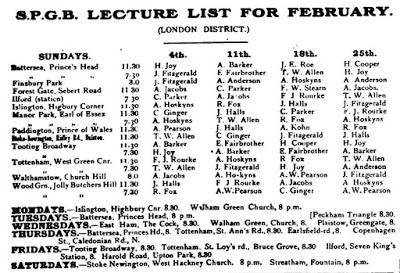 S.P.G.B. LECTURE LIST FOR FEBRUARY.
(LONDON DISTRICT.)
SUNDAYS. 4th. 11th. 18th. 25th.
Battersea, Prince's Head 11.30 H. Joy A. Barker J. E. Roe H. Cooper
" " 7.30 J. Fitzgerald E. Fairbrother T. W. Allen H. Joy
Finsbury Park 3.0 J. Fitzgerald A. Anderson A. Hoskyns A. Anderson
Forest Gate, Sebert Road 11.30 A. Jacobs C. Parker F. W. Stearn A. Jacobs
Ilford (station) 7.30 C. Parker A. Jacobs F. J. Rourke T. W. Allen
Islington, Highbury Corner 11.30 A. Hoskyns R. Fox J. Halls J. Fitzgerald
Manor Park, Earl of Essex 11.30 C. Ginger J. Halls C. Parker F. J. Rourke
" " 7.30 A. Hoskyns T. W. Allen R. Fox C. Ginger
Paddington, Prince of Wales 11.30 A. Pearson J. Halls H. King A. W. Pearson
11.30 T. W. Allen A. Kohn C. Ginger J. Fitzgerald
Tooting Broadway 11.30 A. Barker E. Fairbrother H. Cooper H. Joy
" 7.30 A. Barker E. Fairbrother A. Barker
Tottenham, West Green Cnr. 11.30 F. J. Rourke A. Hoskyns T. W. Allen R. Fox
" " 7.30 T. W. Allen J. Fitzgerald A. Anderson J. Halls
Walthamstow, Church Hill 8.0 A. Jacobs A. Hoskyns A.W.Pearson C. Parker
Wood Grn., Jolly Butchers Hill 11.30 J. Halls F J Rourke A. Jacobs A. Hoskyns
" " 7.30 R. Fox A.W.Pearson C Ginger A. W. Pearson
MONDAYS.—Islington, Highbury Cnr. 8.30. Walham Green Church, 8 p.m.
TUESDAYS.—Battersea, Princes Head, 8 p.m. [Peckham Triangle 8.30.
WEDNESDAYS.—East Ham, The Cock, 8.30. Walham Green, Church, 8. Plaistow, Greengate, 8.
THURSDAYS.—Battersea, Princes Hd., 8. Tottenham, St. Ann's Rd., 8.30. Earlsfield-rd., 8 Copenhagen
St., Caledonian Rd., N.
FRIDAYS.—Tooting Broadway, 8.30. Tottenham. St. Loy's rd., Bruce Grove, 8.30 Ilford, Seven King's
Station, 8. Harold Road, Upton Park, 8.30
SATURDAYS.—Stoke Newington, West Hackney Church. 8 p.m. Streatham, Fountain, 8 p.m.